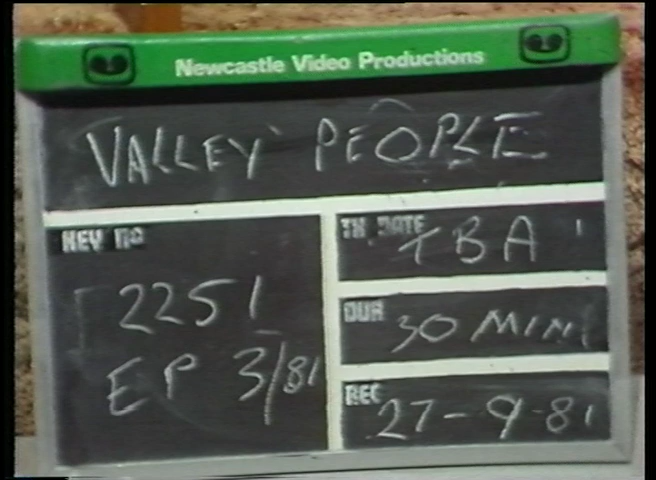 Newcastle Video Productions
VALLEY PEOPLE
NEV NO
2251
EP 3/81
TX DATE
TBA
DUR
30 MIN
REC
27-9-81